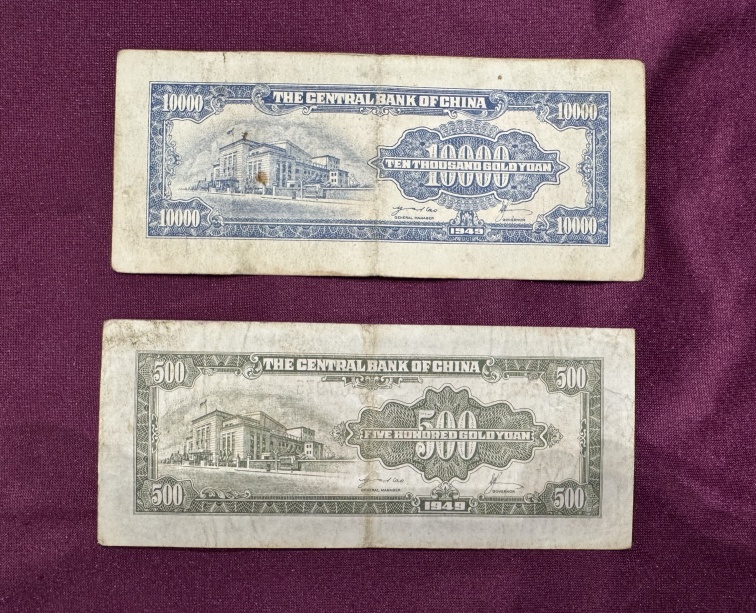 THE CENTRAL BANK OF CHINA
10000 10000
10000
TEN THOUSAND GOLD YUAN
GENERAL MANAGER GOVERNOR
10000 1949 10000
THE CENTRAL BANK OF CHINA
500 500
500
FIVE HUNDRED GOLD YUAN
GENERAL MANAGER GOVERNOR
500 1949 500